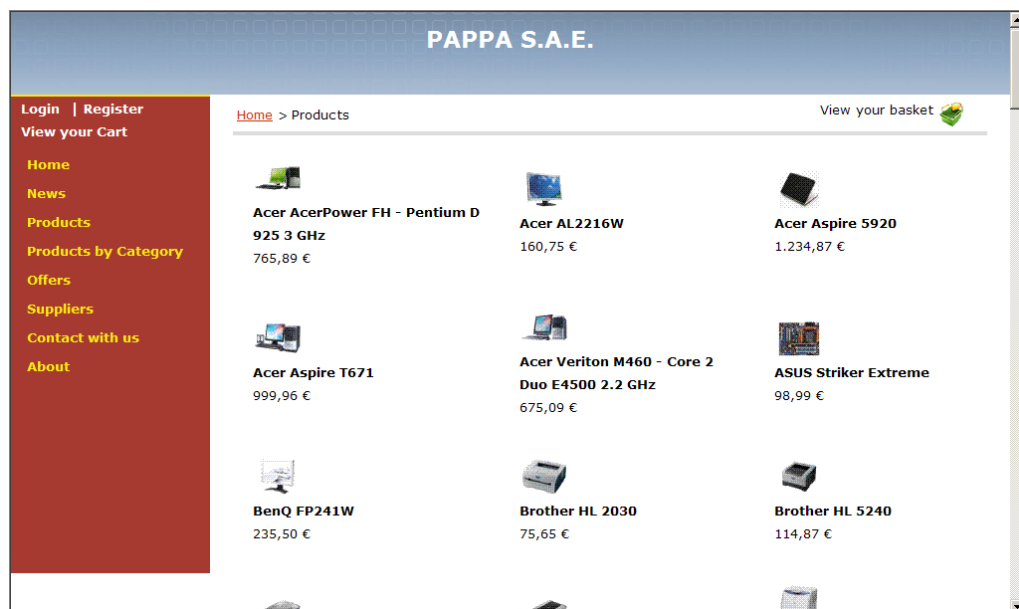 PAPPA S.A.E.
Login | Register
View your Cart
Home
News
Products
Products by Category
Offers
Suppliers
Contact with us
About
Home > Products
View your basket
Acer AcerPower FH - Pentium D
925 3 GHz
765,89 €
Acer AL2216W
160,75 €
Acer Aspire 5920
1.234,87 €
Acer Aspire T671
999,96 €
Acer Veriton M460 - Core 2
Duo E4500 2.2 GHz
675,09 €
ASUS Striker Extreme
98,99 €
BenQ FP241W
235,50 €
Brother HL 2030
75,65 €
Brother HL 5240
114,87 €